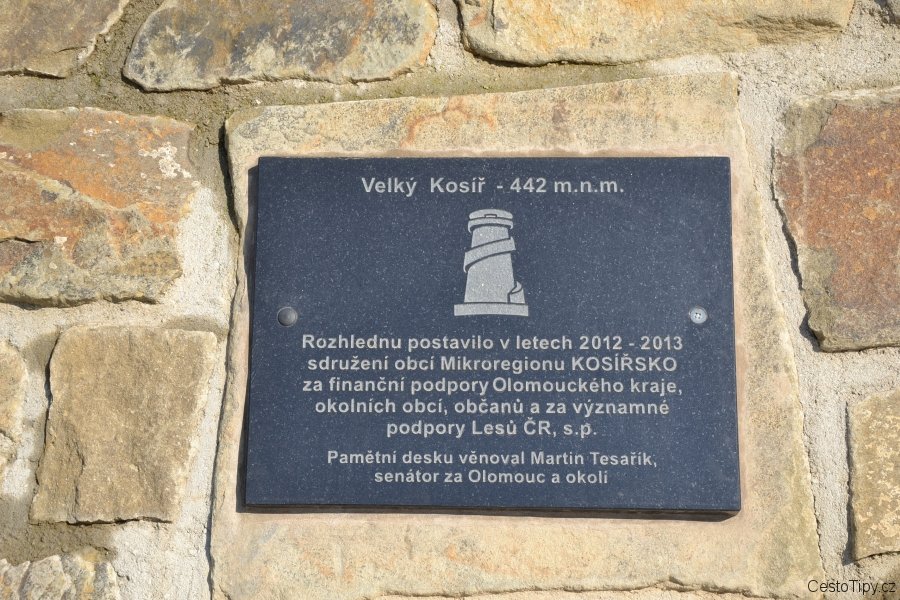 Velký Kosíř - 442 m.n.m.
Rozhlednu postavilo v letech 2012 - 2013
sdružení obcí Mikroregionu KOSÍŘSKO
za finanční podpory Olomouckého kraje,
okolních obcí, občanů a za významné
podpory Lesů ČR, s.p.
Pamětní desku věnoval Martin Tesařík,
senátor za Olomouc a okolí
CestoTipy.cz